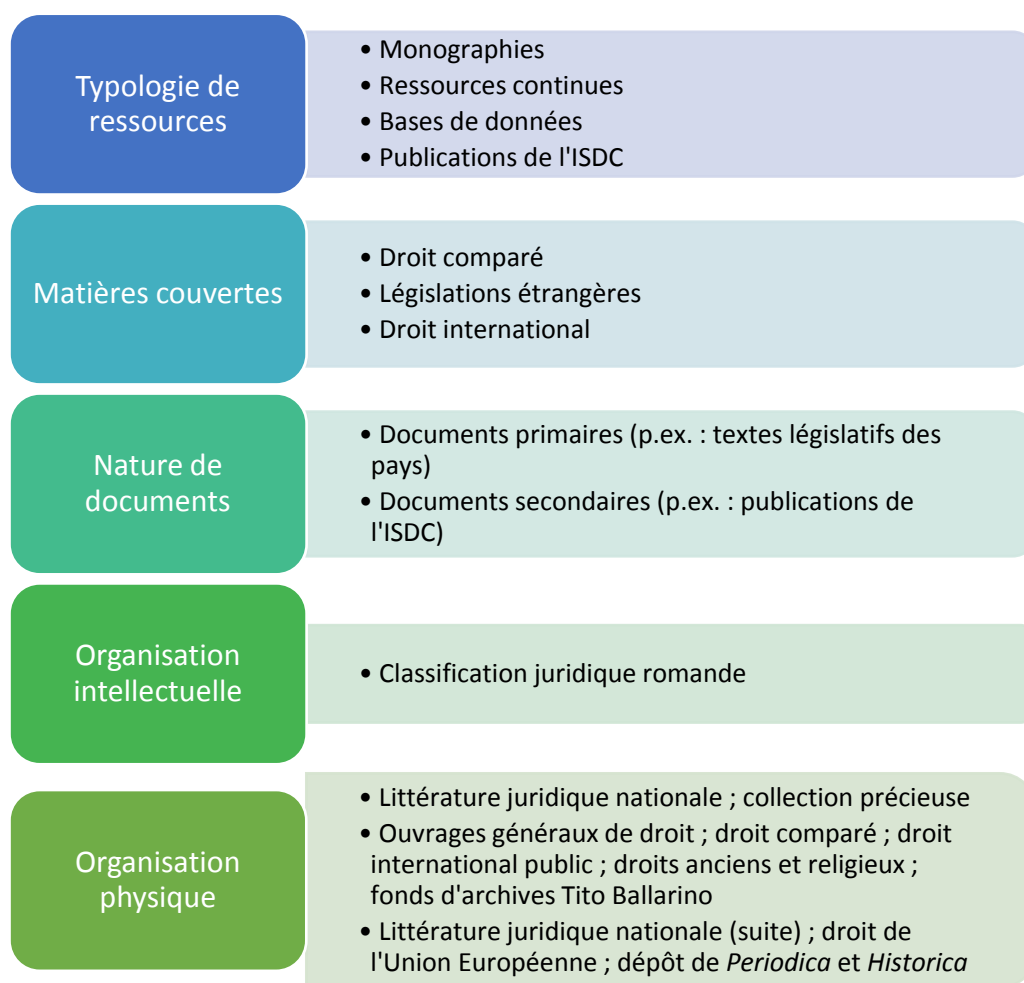 Typologie de
ressources
• Monographies
• Ressources continues
• Bases de données
• Publications de l'ISDC
Matières couvertes
• Droit comparé
• Législations étrangères
• Droit international
Nature de
documents
• Documents primaires (p.ex. : textes législatifs des
pays)
• Documents secondaires (p.ex. : publications de
l'ISDC)
Organisation
intellectuelle
• Classification juridique romande
Organisation
physique
• Littérature juridique nationale ; collection précieuse
• Ouvrages généraux de droit ; droit comparé ; droit
international public ; droits anciens et religieux ;
fonds d'archives Tito Ballarino
• Littérature juridique nationale (suite) ; droit de
l'Union Européenne ; dépôt de Periodica et Historica